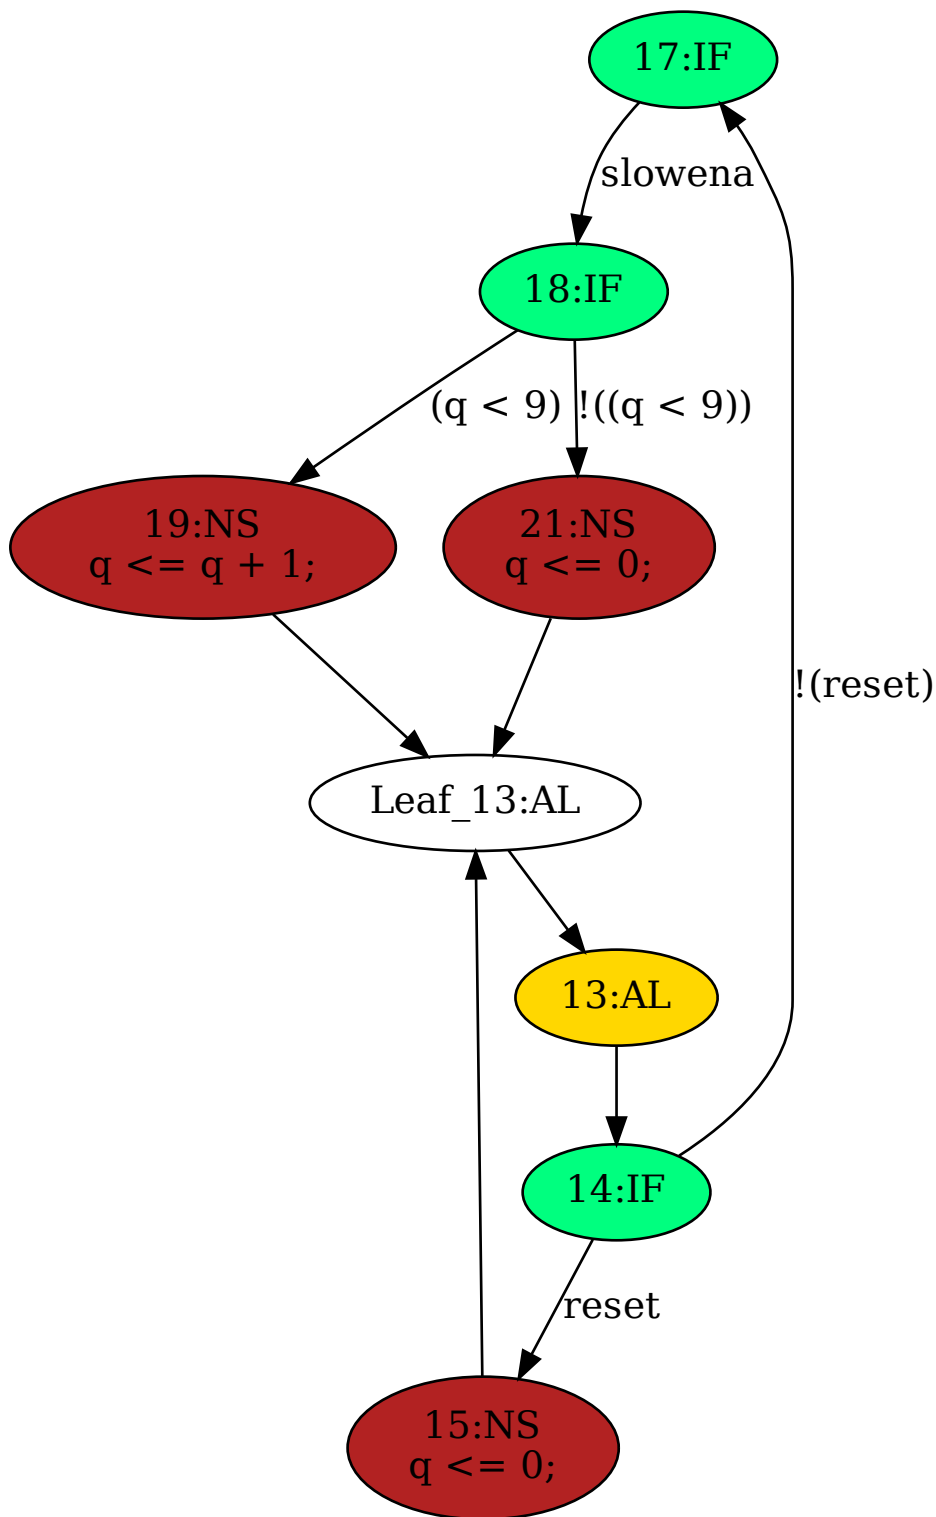 17:IF
slowena
18:IF
(q < 9)
!((q < 9))
19:NS
q <= q + 1;
21:NS
q <= 0;
!(reset)
Leaf_13:AL
13:AL
14:IF
reset
15:NS
q <= 0;